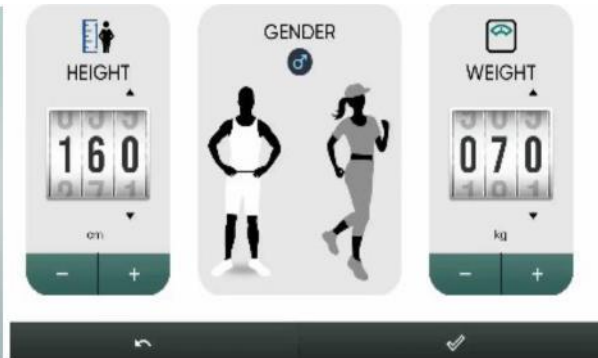 HEIGHT
160
cm
- +
GENDER
WEIGHT
070
kg
- +